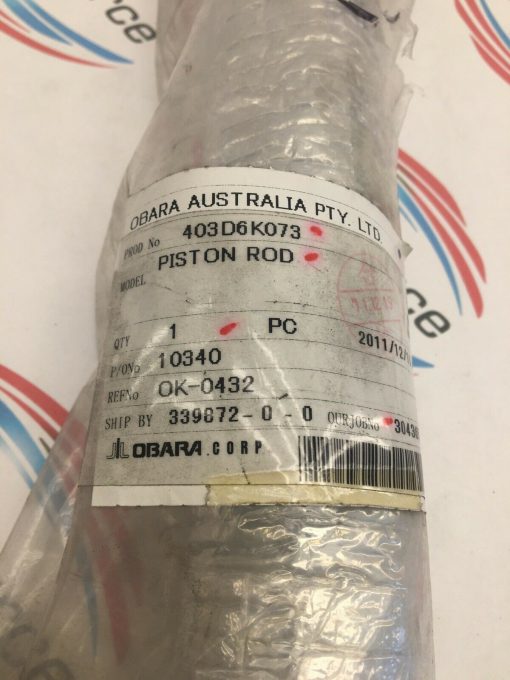 OBARA AUSTRALIA PTY. LTD.
PROD No 403D6K073
MODEL PISTON ROD
QTY 1 PC
2011/12/
P/ONo 10340
REFNo OK-0432
SHIP BY 339872-0-0 OURJOBNO 3043
OBARA.CORP